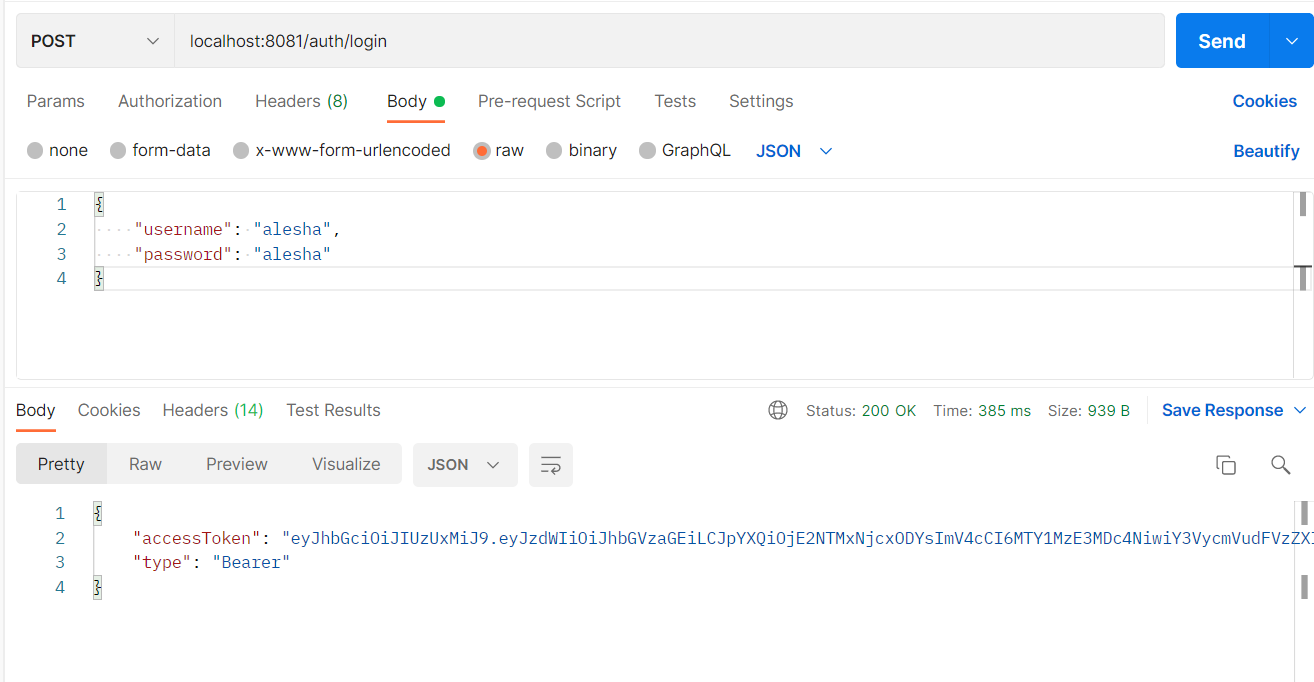 POST localhost:8081/auth/login Send
Params Authorization Headers (8) Body Pre-request Script Tests Settings Cookies
none form-data x-www-form-urlencoded raw binary GraphQL JSON Beautify
1 {
2 "username": "alesha",
3 "password": "alesha"
4 }
Body Cookies Headers (14) Test Results Status: 200 OK Time: 385 ms Size: 939 B Save Response
Pretty Raw Preview Visualize JSON
1 {
2 "accessToken": "eyJhbGciOiJIUzUxMiJ9.eyJzdWIiOiJhbGVzaGEiLCJpYXQiOjE2NTMxNjcxODYsImV4cCI6MTY1MzE3MDc4NiwiY3VycmVudFVzZX
3 "type": "Bearer"
4 }